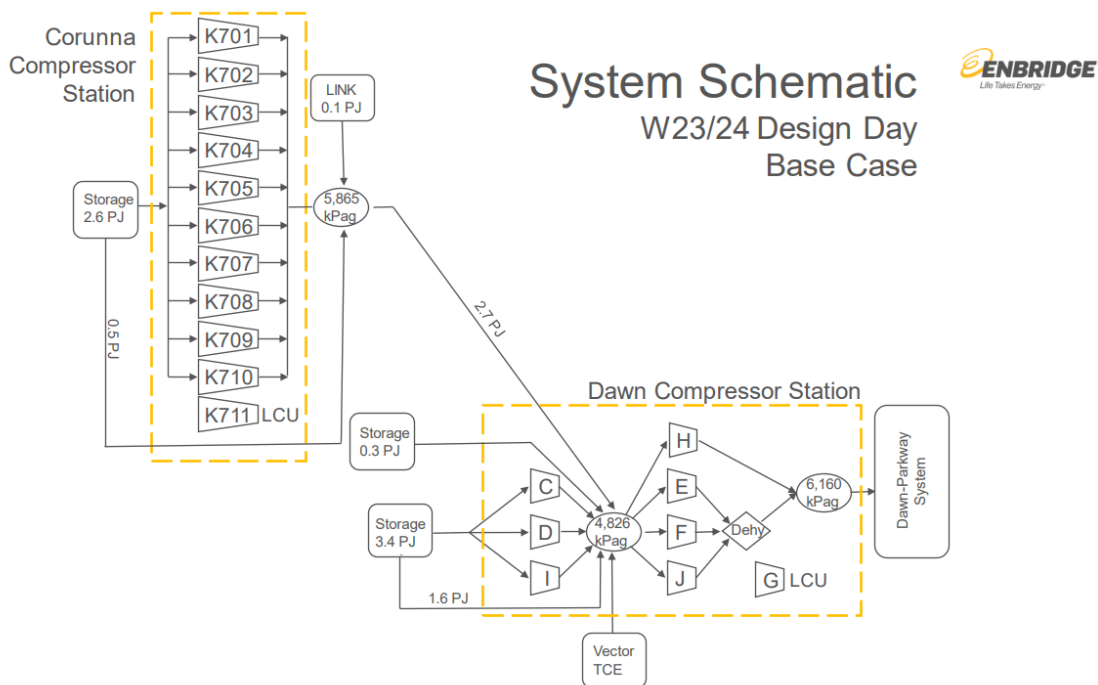 Corunna
Compressor
Station
K701
K702
K703
K704
K705
K706
K707
K708
K709
K710
K711 LCU
LINK
0.1 PJ
Storage
2.6 PJ
5,865
kPag
0.5 PJ
2.7 PJ
System Schematic
W23/24 Design Day
Base Case
ENBRIDGE
Life Takes Energy
Dawn Compressor Station
Storage
0.3 PJ
Storage
3.4 PJ
1.6 PJ
C
D
I
4,826
kPag
H
E
F
J
Dehy
G LCU
6,160
kPag
Dawn-Parkway
System
Vector
TCE